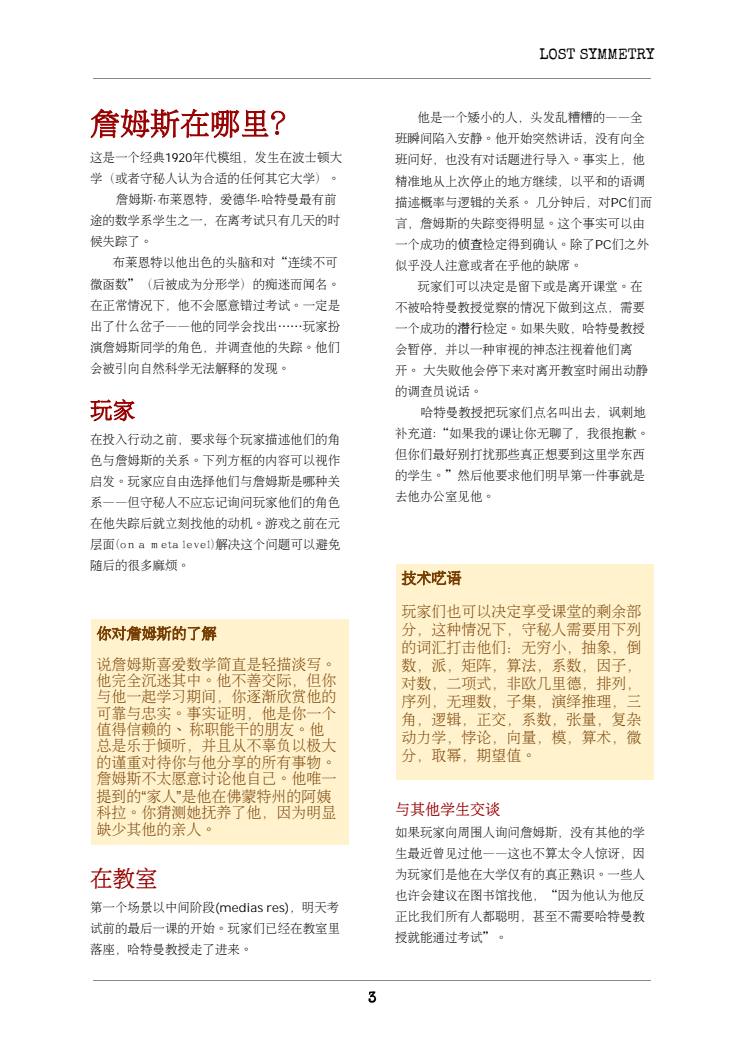 LOST SYMMETRY
詹姆斯在哪里？
这是一个经典1920年代模组，发生在波士顿大
学（或者守秘人认为合适的任何其它大学）。
詹姆斯·布莱恩特，爱德华·哈特曼最有前
途的数学系学生之一，在离考试只有几天的时
候失踪了。
布莱恩特以他出色的头脑和对“连续不可
微函数”（后被成为分形学）的痴迷而闻名。
在正常情况下，他不会愿意错过考试。一定是
出了什么岔子——他的同学会找出……玩家扮
演詹姆斯同学的角色，并调查他的失踪。他们
会被引向自然科学无法解释的发现。
玩家
在投入行动之前，要求每个玩家描述他们的角
色与詹姆斯的关系。下列方框的内容可以视作
启发。玩家应自由选择他们与詹姆斯是哪种关
系——但守秘人不应忘记询问玩家他们的角色
在他失踪后就立刻找他的动机。游戏之前在元
层面(on a meta level)解决这个问题可以避免
随后的很多麻烦。
你对詹姆斯的了解
说詹姆斯喜爱数学简直是轻描淡写。
他完全沉迷其中。他不善交际，但你
与他一起学习期间，你逐渐欣赏他的
可靠与忠实。事实证明，他是你一个
值得信赖的、称职能干的朋友。他
总是乐于倾听，并且从不辜负以极大
的谨重对待你与他分享的所有事物。
詹姆斯不太愿意讨论他自己。他唯一
提到的“家人”是他在佛蒙特州的阿姨
科拉。你猜测她抚养了他，因为明显
缺少其他的亲人。
在教室
第一个场景以中间阶段(medias res)，明天考
试前的最后一课的开始。玩家们已经在教室里
落座，哈特曼教授走了进来。
他是一个矮小的人，头发乱糟糟的——全
班瞬间陷入安静。他开始突然讲话，没有向全
班问好，也没有对话题进行导入。事实上，他
精准地从上次停止的地方继续，以平和的语调
描述概率与逻辑的关系。 几分钟后，对PC们而
言，詹姆斯的失踪变得明显。这个事实可以由
一个成功的侦查检定得到确认。除了PC们之外
似乎没人注意或者在乎他的缺席。
玩家们可以决定是留下或是离开课堂。在
不被哈特曼教授觉察的情况下做到这点，需要
一个成功的潜行检定。如果失败，哈特曼教授
会暂停，并以一种审视的神态注视着他们离
开。 大失败他会停下来对离开教室时闹出动静
的调查员说话。
哈特曼教授把玩家们点名叫出去，讽刺地
补充道:“如果我的课让你无聊了，我很抱歉。
但你们最好别打扰那些真正想要到这里学东西
的学生。”然后他要求他们明早第一件事就是
去他办公室见他。
技术呓语
玩家们也可以决定享受课堂的剩余部
分，这种情况下，守秘人需要用下列
的词汇打击他们：无穷小，抽象，倒
数，派，矩阵，算法，系数，因子，
对数，二项式，非欧几里德，排列，
序列，无理数，子集，演绎推理，三
角，逻辑，正交，系数，张量，复杂
动力学，悖论，向量，模，算术，微
分，取幂，期望值。
与其他学生交谈
如果玩家向周围人询问詹姆斯，没有其他的学
生最近曾见过他——这也不算太令人惊讶，因
为玩家们是他在大学仅有的真正熟识。一些人
也许会建议在图书馆找他，“因为他认为他反
正比我们所有人都聪明，甚至不需要哈特曼教
授就能通过考试”。
3